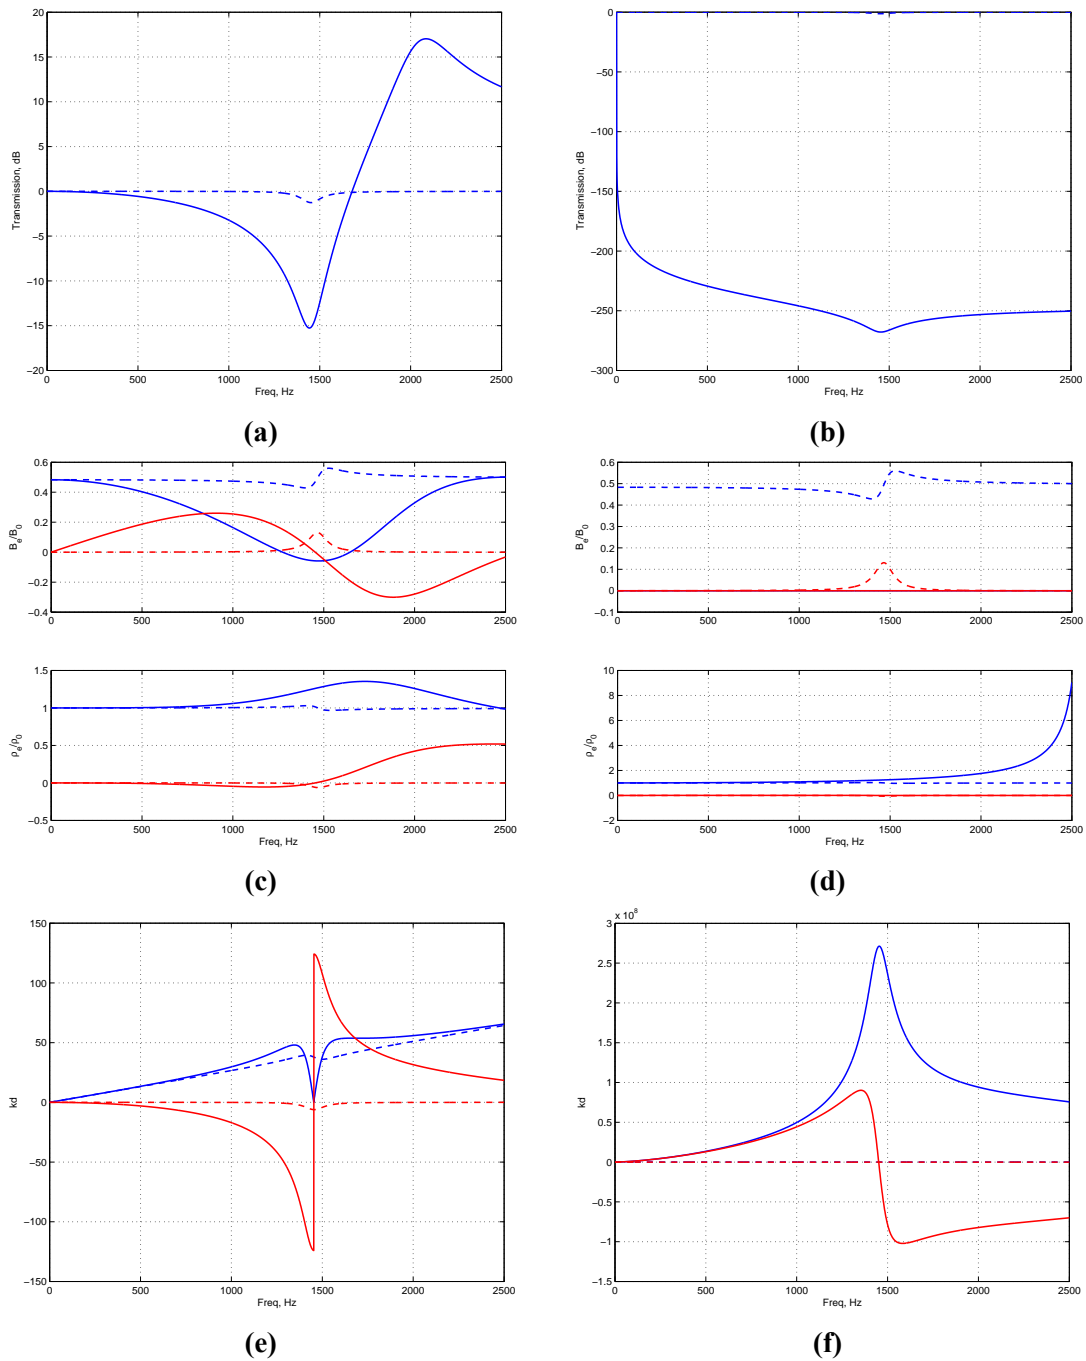 20
15
10
5
0
−5
−10
−15
−20
Transmission, dB
0 500 1000 1500 2000 2500
Freq, Hz
(a)
0
−50
−100
−150
−200
−250
−300
Transmission, dB
0 500 1000 1500 2000 2500
Freq, Hz
(b)
0.6
0.4
0.2
0
−0.2
−0.4
B_e/B_0
0 500 1000 1500 2000 2500
1.5
1
0.5
0
−0.5
ρ_e/ρ_0
0 500 1000 1500 2000 2500
Freq, Hz
(c)
0.6
0.5
0.4
0.3
0.2
0.1
0
−0.1
B_e/B_0
0 500 1000 1500 2000 2500
10
8
6
4
2
0
−2
ρ_e/ρ_0
0 500 1000 1500 2000 2500
Freq, Hz
(d)
150
100
50
0
−50
−100
−150
kd
0 500 1000 1500 2000 2500
Freq, Hz
(e)
x 10^8
3
2.5
2
1.5
1
0.5
0
−0.5
−1
−1.5
kd
0 500 1000 1500 2000 2500
Freq, Hz
(f)